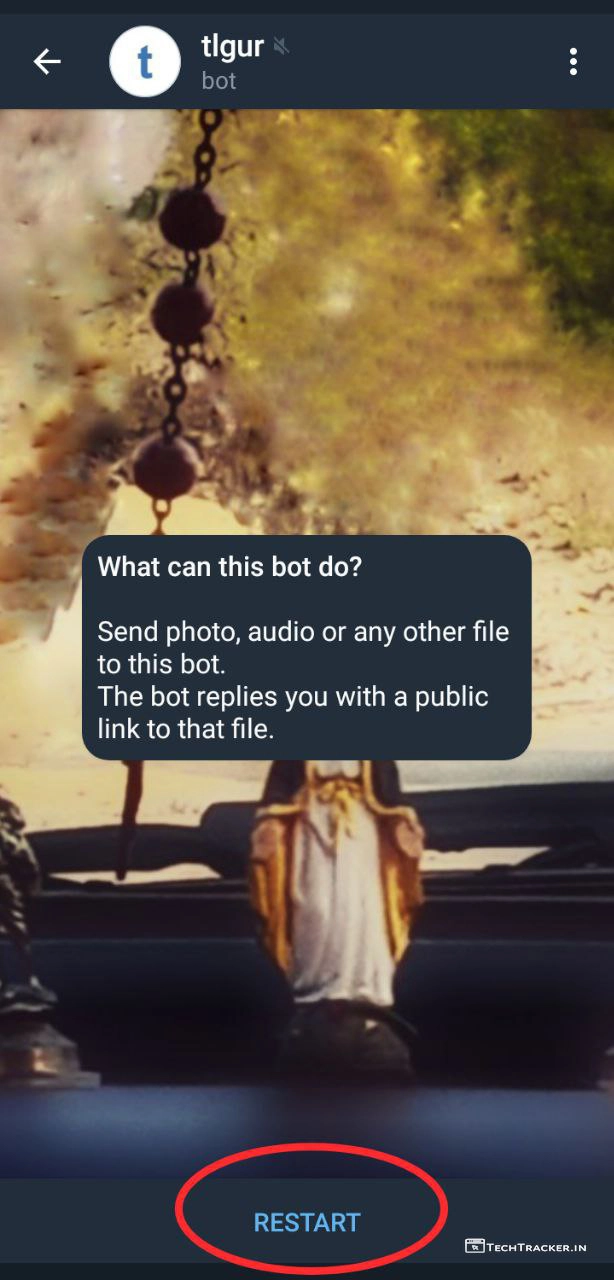 t
tlgur
bot
What can this bot do?
Send photo, audio or any other file
to this bot.
The bot replies you with a public
link to that file.
RESTART
TECHTRACKER.IN